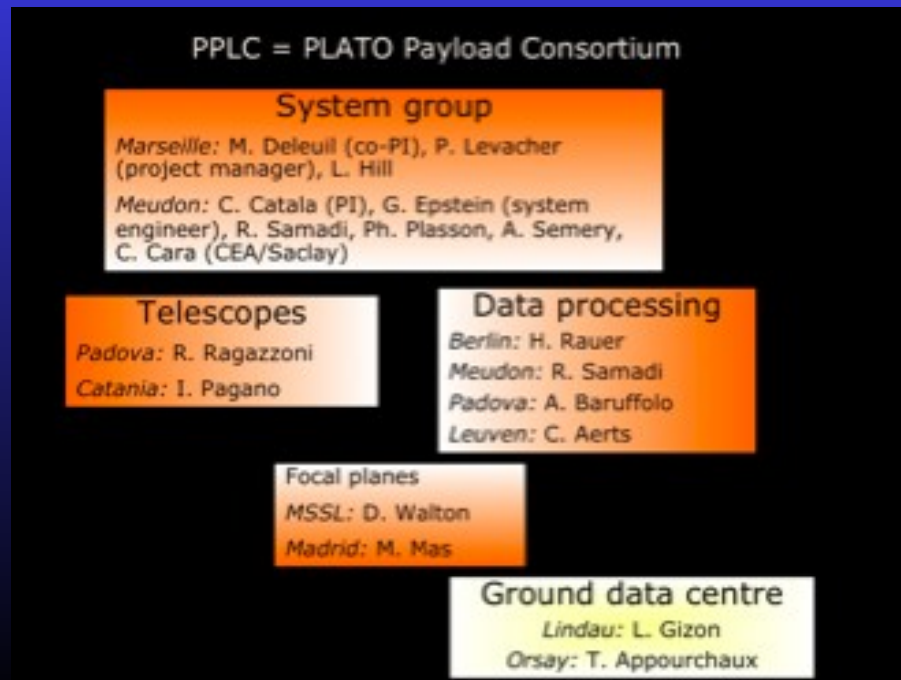 PPLC = PLATO Payload Consortium
System group
Marseille: M. Deleuil (co-PI), P. Levacher
(project manager), L. Hill
Meudon: C. Catala (PI), G. Epstein (system
engineer), R. Samadi, Ph. Plasson, A. Semery,
C. Cara (CEA/Saclay)
Telescopes
Padova: R. Ragazzoni
Catania: I. Pagano
Data processing
Berlin: H. Rauer
Meudon: R. Samadi
Padova: A. Baruffolo
Leuven: C. Aerts
Focal planes
MSSL: D. Walton
Madrid: M. Mas
Ground data centre
Lindau: L. Gizon
Orsay: T. Appourchaux